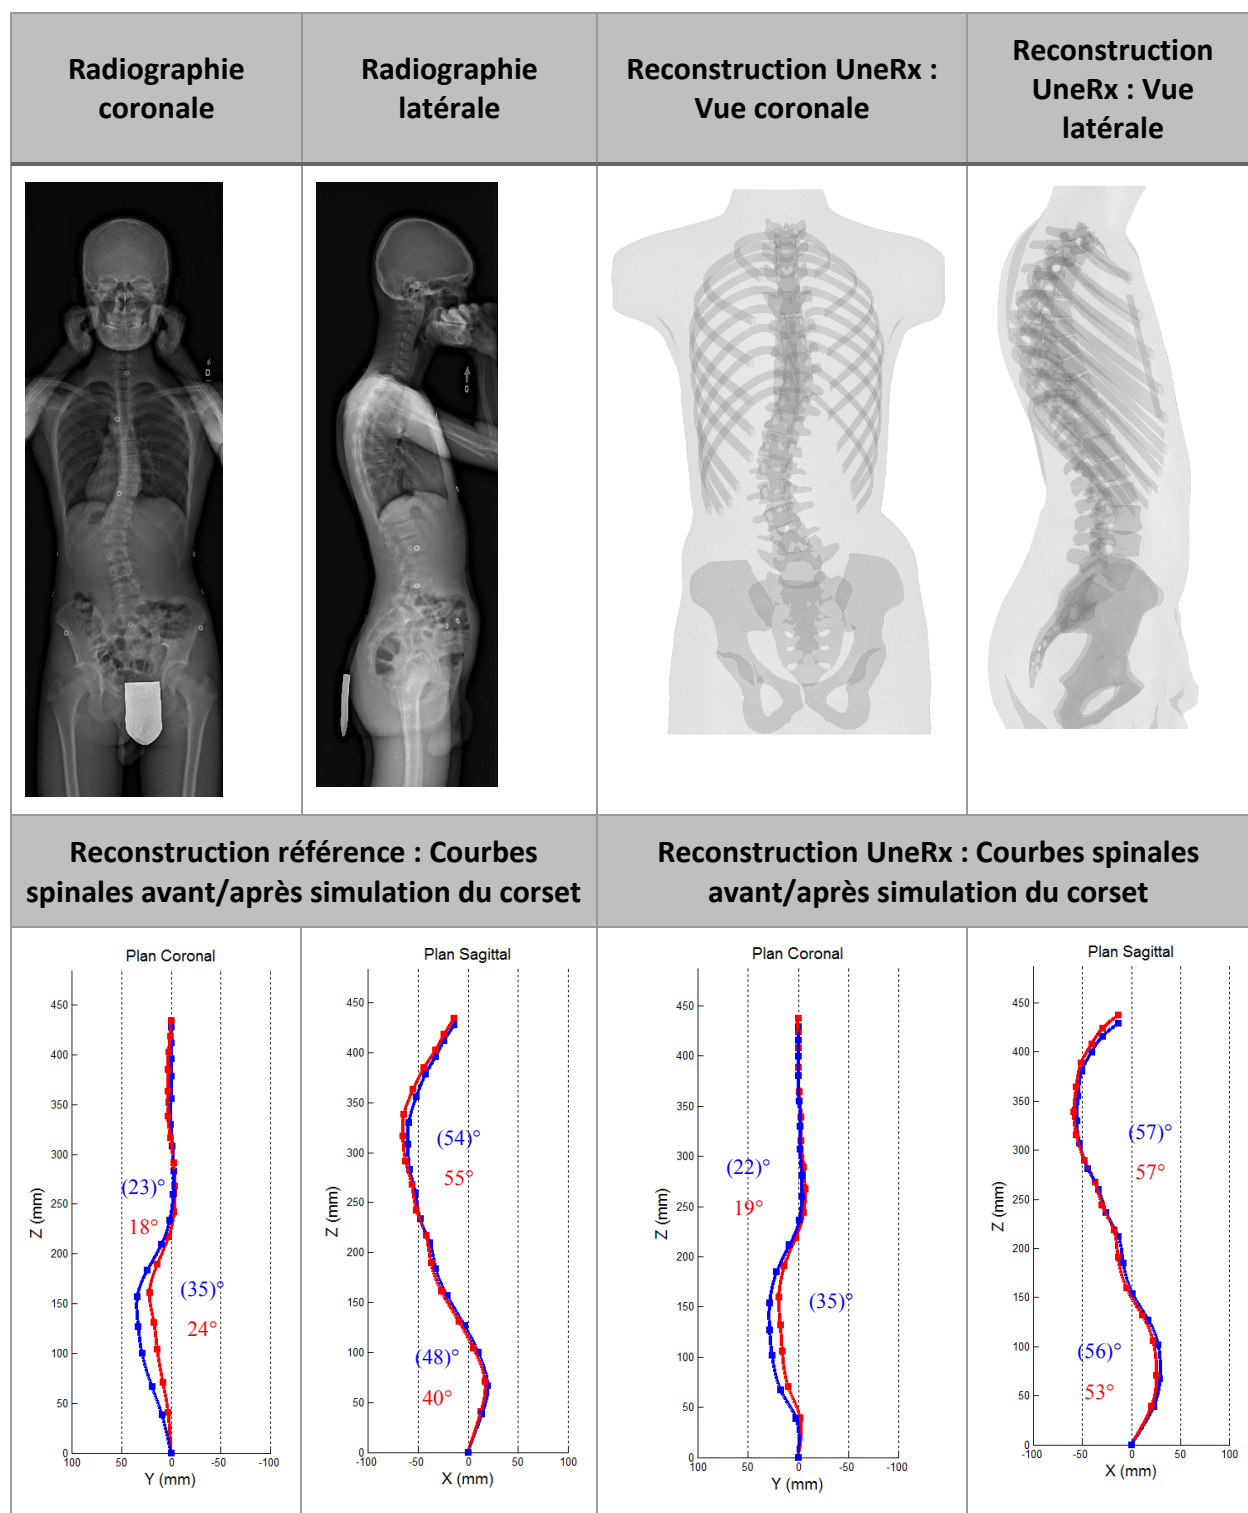 Radiographie
coronale
Radiographie
latérale
Reconstruction UneRx :
Vue coronale
Reconstruction
UneRx : Vue
latérale
D
G
Reconstruction référence : Courbes
spinales avant/après simulation du corset
Reconstruction UneRx : Courbes spinales
avant/après simulation du corset
Plan Coronal
450
400
350
300
250
200
150
100
50
0
Z (mm)
(23)°
18°
(35)°
24°
100 50 0 -50 -100
Y (mm)
Plan Sagittal
450
400
350
300
250
200
150
100
50
0
Z (mm)
(54)°
55°
(48)°
40°
-100 -50 0 50 100
X (mm)
Plan Coronal
450
400
350
300
250
200
150
100
50
0
Z (mm)
(22)°
19°
(35)°
100 50 0 -50 -100
Y (mm)
Plan Sagittal
450
400
350
300
250
200
150
100
50
0
Z (mm)
(57)°
57°
(56)°
53°
-100 -50 0 50 100
X (mm)